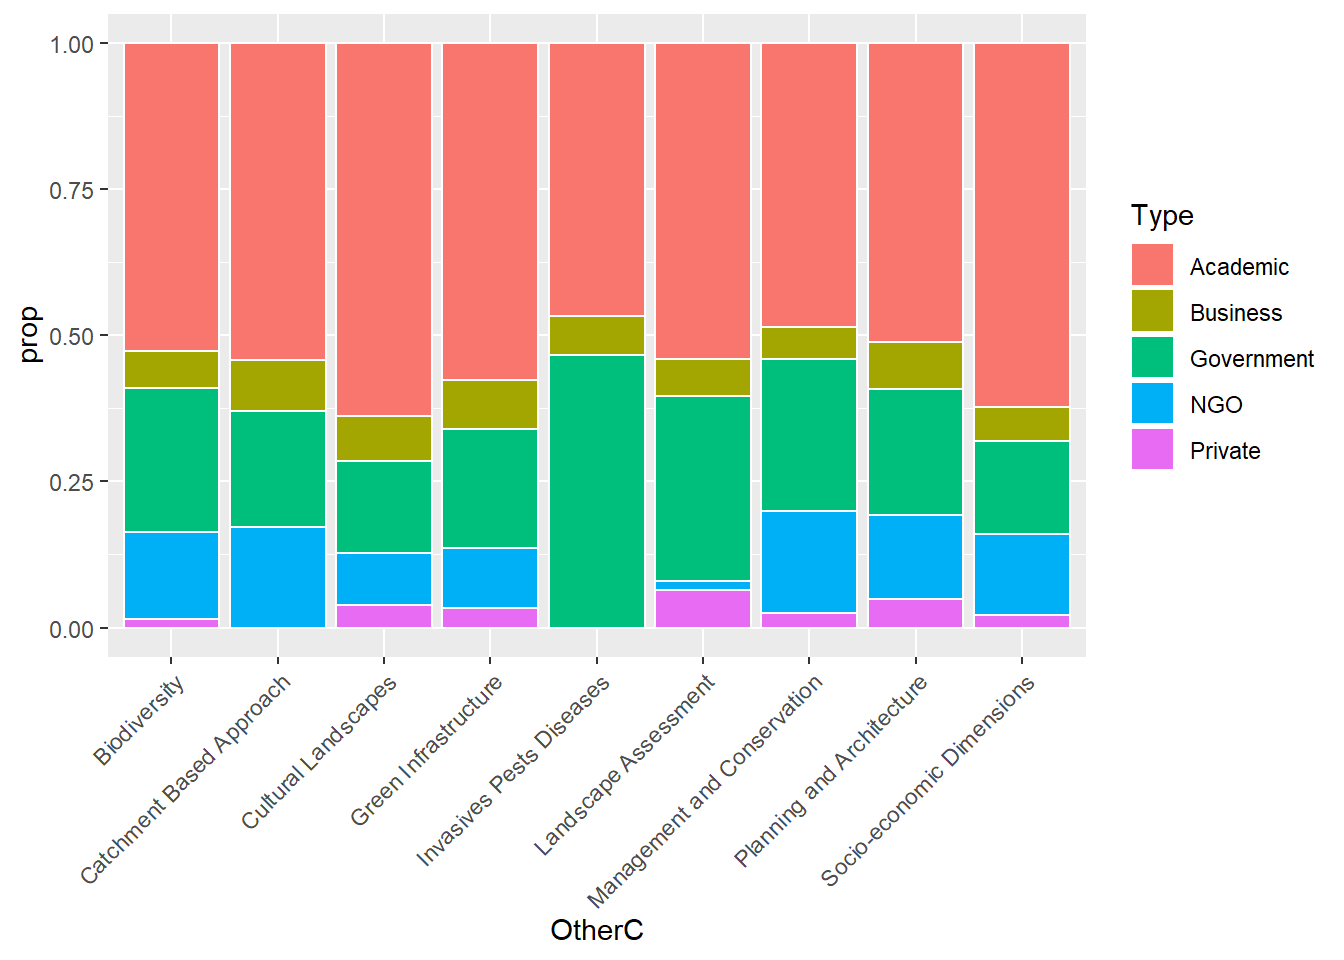 1.00
0.75
0.50
0.25
0.00
prop
Biodiversity
Catchment Based Approach
Cultural Landscapes
Green Infrastructure
Invasives Pests Diseases
Landscape Assessment
Management and Conservation
Planning and Architecture
Socio-economic Dimensions
OtherC
Type
Academic
Business
Government
NGO
Private